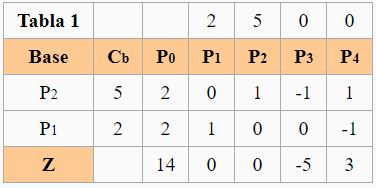 Tabla 1 2 5 0 0
Base Cb P0 P1 P2 P3 P4
P2 5 2 0 1 -1 1
P1 2 2 1 0 0 -1
Z 14 0 0 -5 3